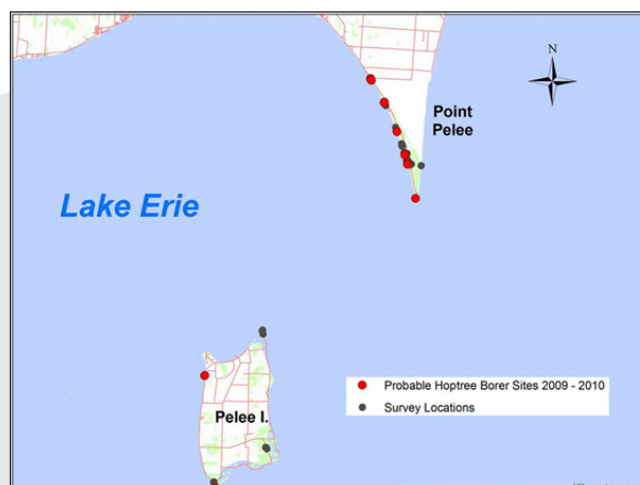 N
Point
Pelee
Lake Erie
Probable Hoptree Borer Sites 2009 - 2010
Survey Locations
Pelee I.